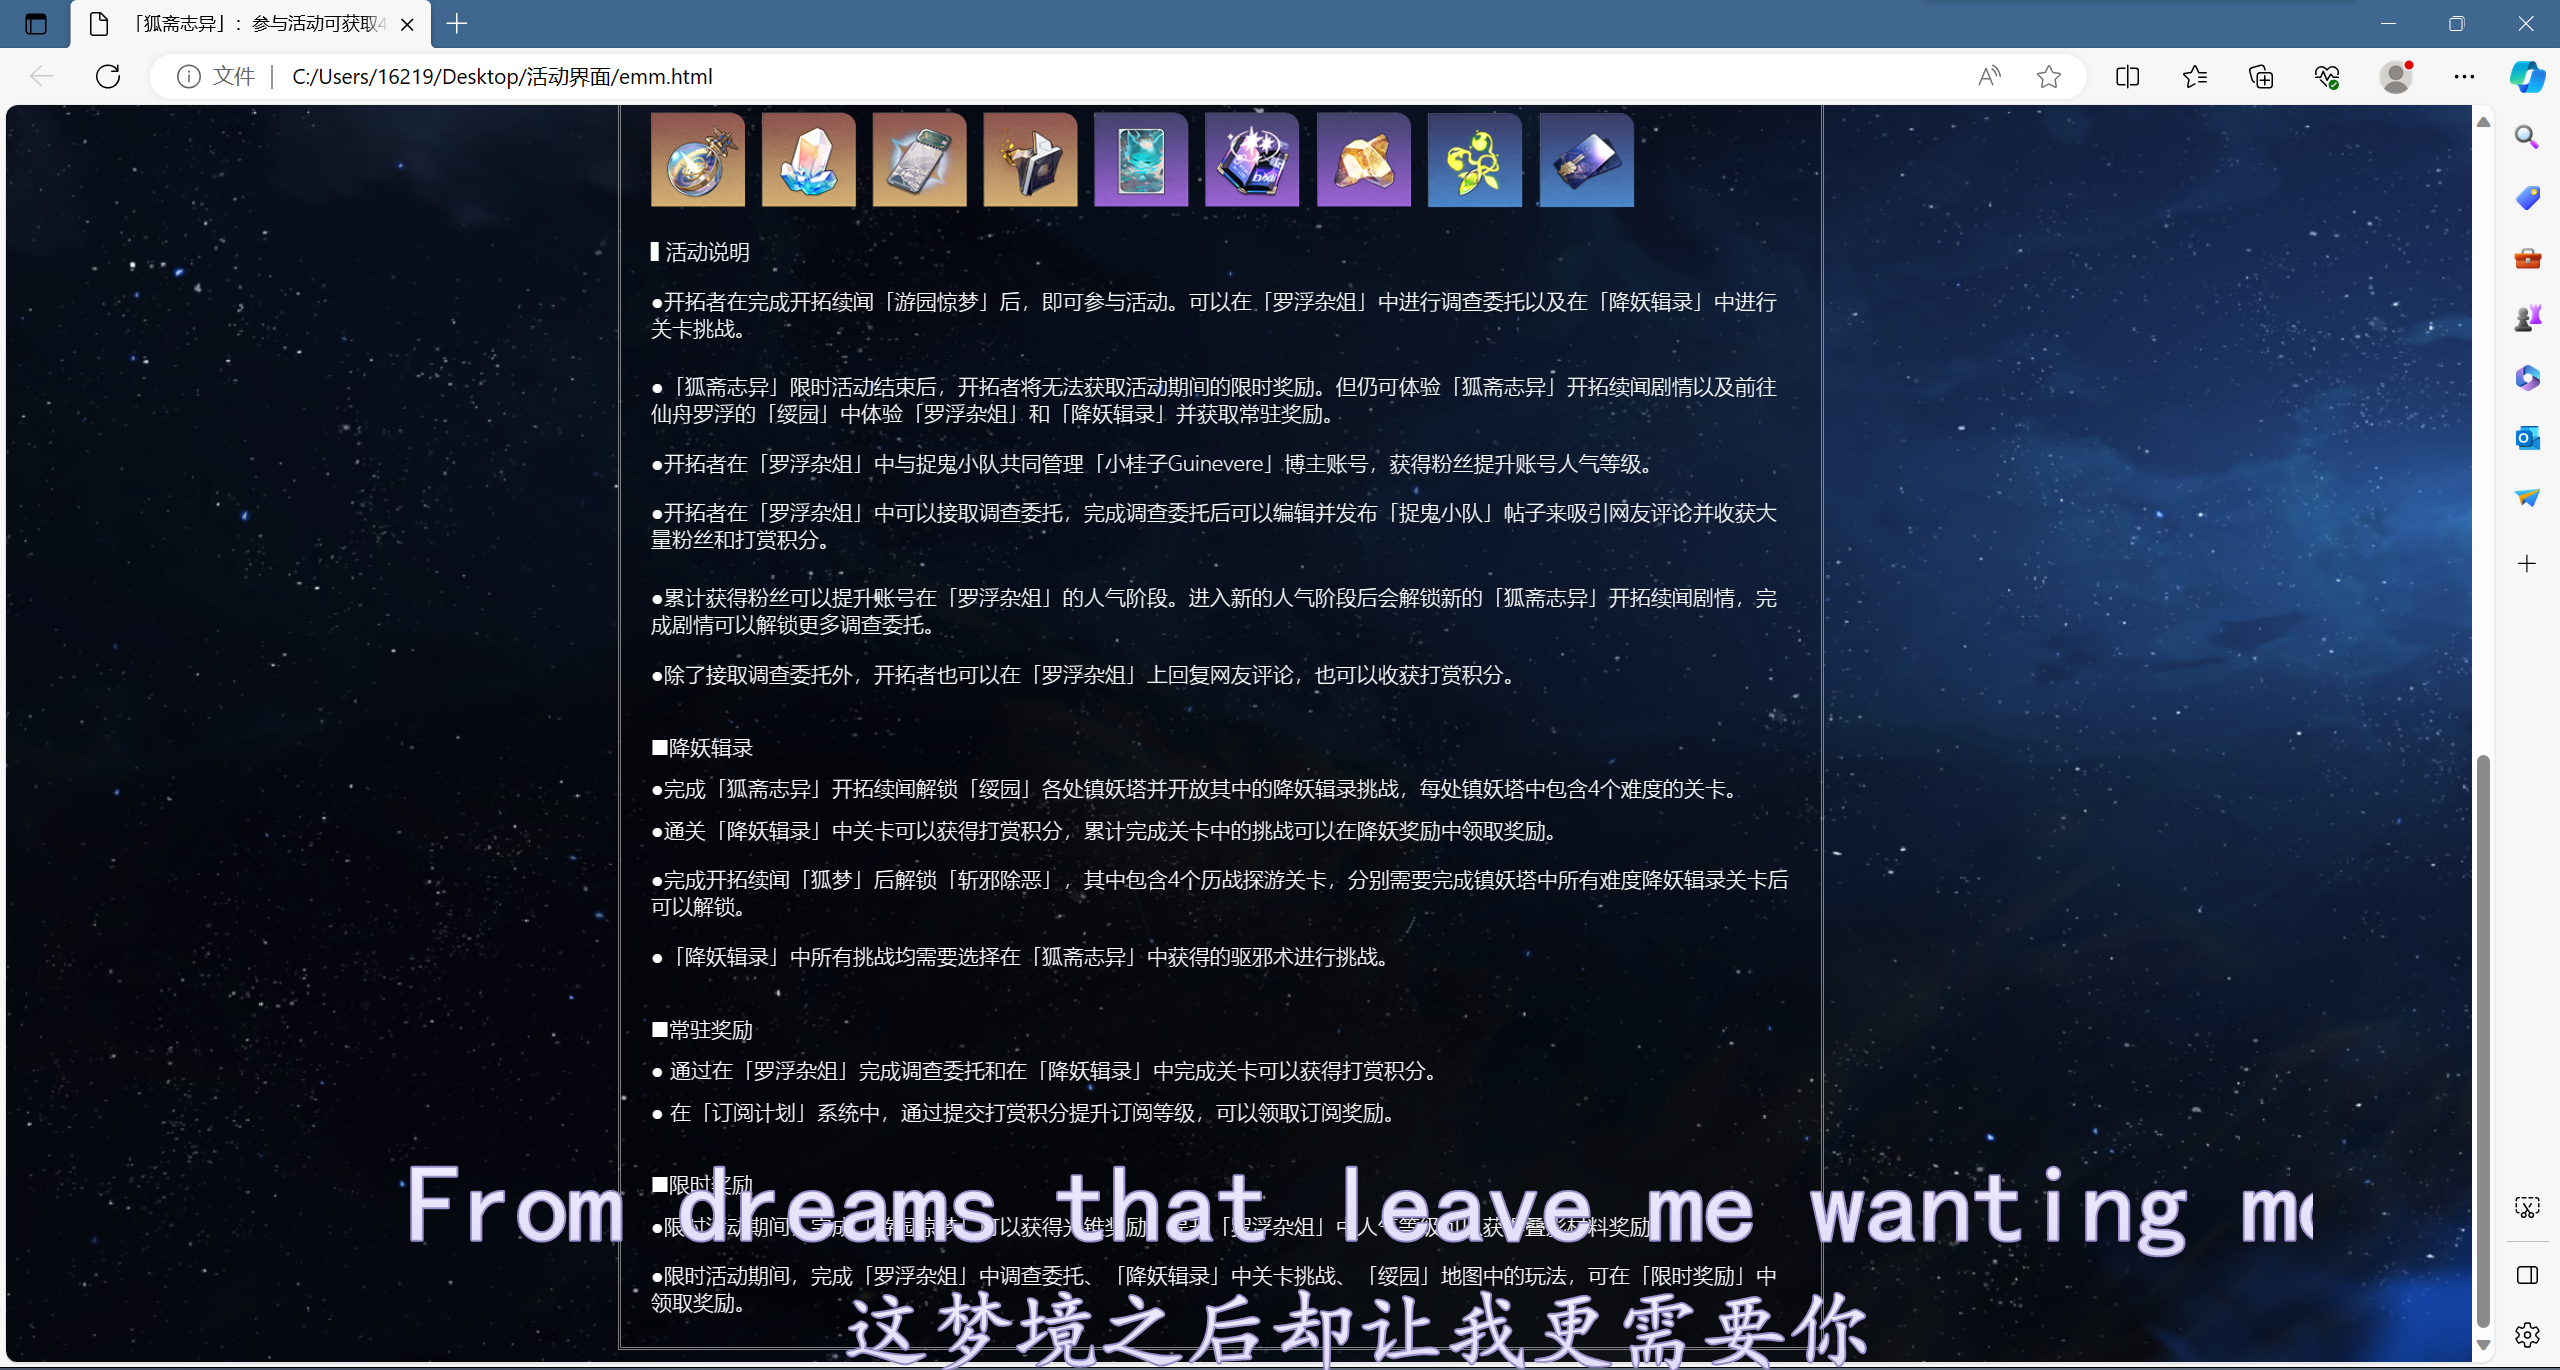 「狐斋志异」：参与活动可获取4
文件
C:/Users/16219/Desktop/活动界面/emm.html
活动说明
●开拓者在完成开拓续闻「游园惊梦」后，即可参与活动。可以在「罗浮杂俎」中进行调查委托以及在「降妖辑录」中进行
关卡挑战。
●「狐斋志异」限时活动结束后，开拓者将无法获取活动期间的限时奖励。但仍可体验「狐斋志异」开拓续闻剧情以及前往
仙舟罗浮的「绥园」中体验「罗浮杂俎」和「降妖辑录」并获取常驻奖励。
●开拓者在「罗浮杂俎」中与捉鬼小队共同管理「小桂子Guinevere」博主账号，获得粉丝提升账号人气等级。
●开拓者在「罗浮杂俎」中可以接取调查委托，完成调查委托后可以编辑并发布「捉鬼小队」帖子来吸引网友评论并收获大
量粉丝和打赏积分。
●累计获得粉丝可以提升账号在「罗浮杂俎」的人气阶段。进入新的人气阶段后会解锁新的「狐斋志异」开拓续闻剧情，完
成剧情可以解锁更多调查委托。
●除了接取调查委托外，开拓者也可以在「罗浮杂俎」上回复网友评论，也可以收获打赏积分。
■降妖辑录
●完成「狐斋志异」开拓续闻解锁「绥园」各处镇妖塔并开放其中的降妖辑录挑战，每处镇妖塔中包含4个难度的关卡。
●通关「降妖辑录」中关卡可以获得打赏积分，累计完成关卡中的挑战可以在降妖奖励中领取奖励。
●完成开拓续闻「狐梦」后解锁「斩邪除恶」，其中包含4个历战探游关卡，分别需要完成镇妖塔中所有难度降妖辑录关卡后
可以解锁。
●「降妖辑录」中所有挑战均需要选择在「狐斋志异」中获得的驱邪术进行挑战。
■常驻奖励
● 通过在「罗浮杂俎」完成调查委托和在「降妖辑录」中完成关卡可以获得打赏积分。
● 在「订阅计划」系统中，通过提交打赏积分提升订阅等级，可以领取订阅奖励。
■限时奖励
From dreams that leave me wanting
●限时活动期间，完成「游园惊梦」可以获得光锥奖励，提升「罗浮杂俎」中人气等级可以获得叠影材料奖励
●限时活动期间，完成「罗浮杂俎」中调查委托、「降妖辑录」中关卡挑战、「绥园」地图中的玩法，可在「限时奖励」中
领取奖励。
这梦境之后却让我更需要你